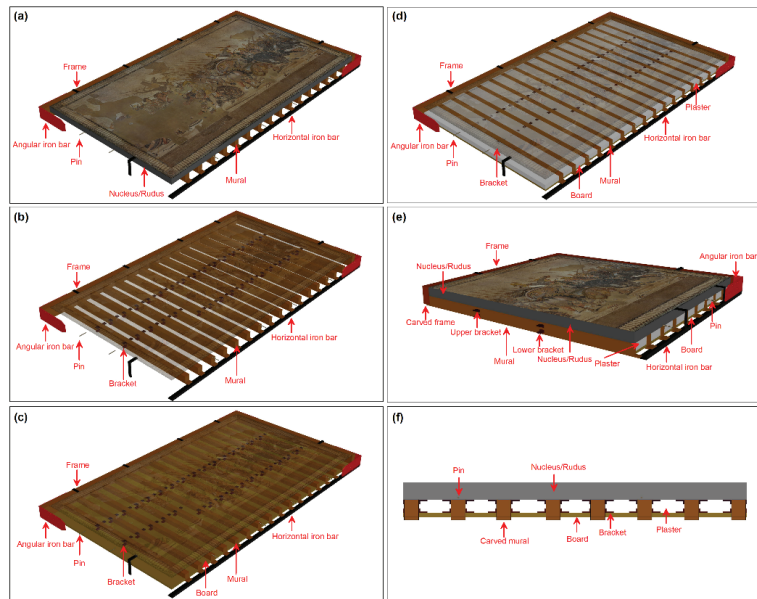 (a)
Frame
Angular iron bar
Pin
Nucleus/Rudus
Mural
Horizontal iron bar
(b)
Frame
Angular iron bar
Pin
Bracket
Mural
Horizontal iron bar
(c)
Frame
Angular iron bar
Pin
Bracket
Board
Mural
Horizontal iron bar
(d)
Frame
Angular iron bar
Pin
Bracket
Board
Mural
Horizontal iron bar
Plaster
(e)
Frame
Angular iron bar
Nucleus/Rudus
Carved frame
Upper bracket
Mural
Lower bracket
Nucleus/Rudus
Plaster
Horizontal iron bar
Board
Pin
(f)
Pin
Nucleus/Rudus
Carved mural
Board
Bracket
Plaster